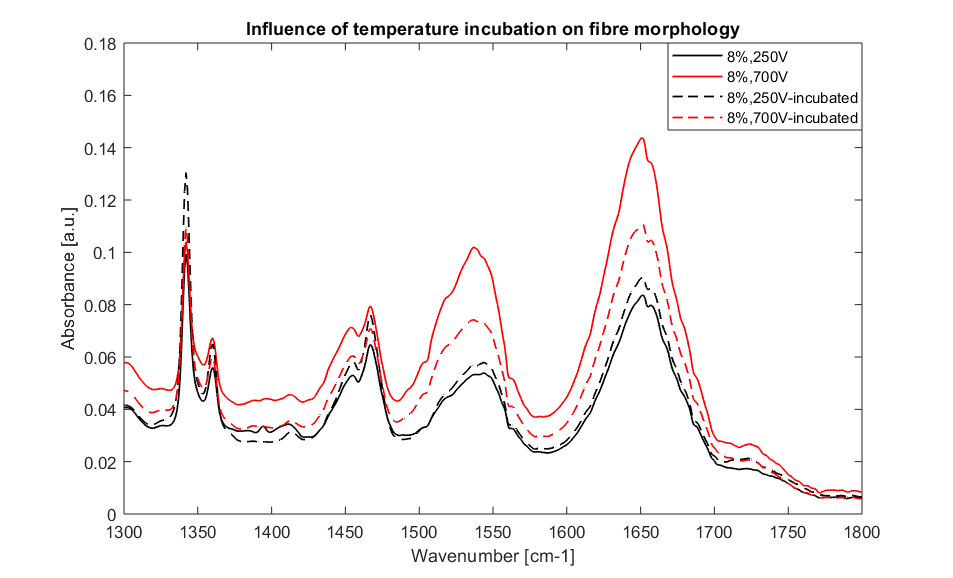 Influence of temperature incubation on fibre morphology
0.18
0.16
0.14
0.12
0.1
0.08
0.06
0.04
0.02
0
Absorbance [a.u.]
8%,250V
8%,700V
8%,250V-incubated
8%,700V-incubated
1300 1350 1400 1450 1500 1550 1600 1650 1700 1750 1800
Wavenumber [cm-1]